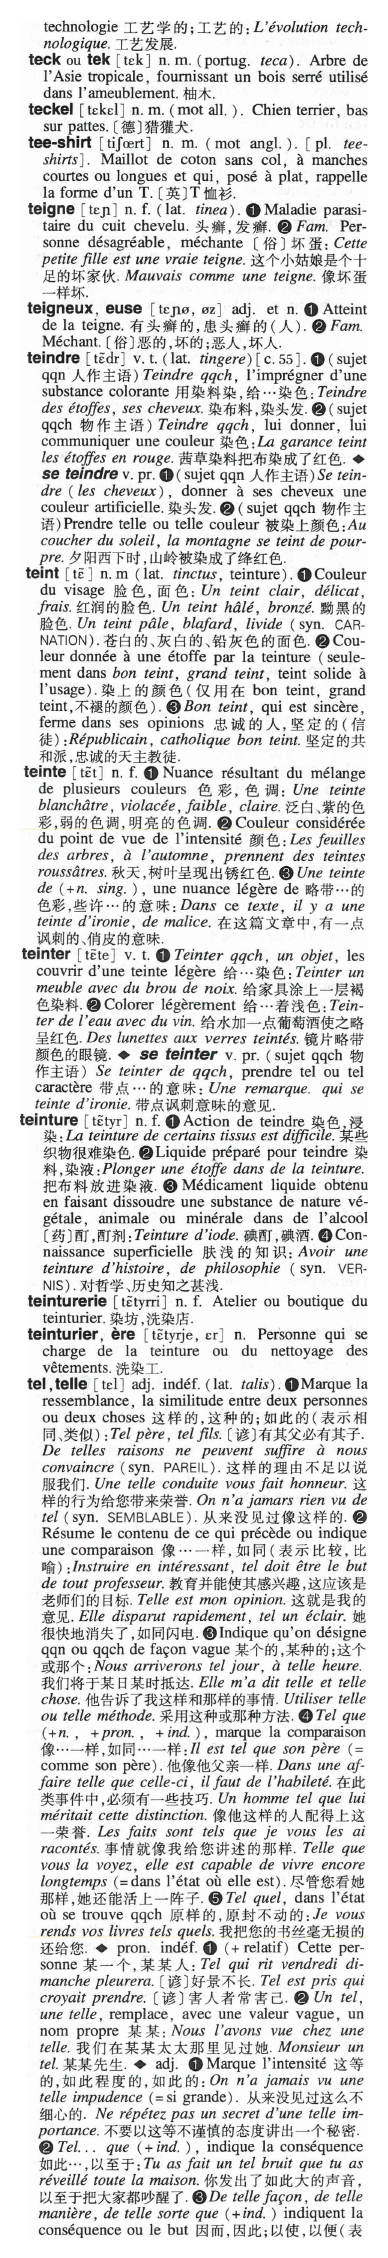 technologie 工艺学的;工艺的: L'évolution tech-
nologique. 工艺发展.
teck ou tek [tɛk] n. m. (portug. teca). Arbre de
l'Asie tropicale, fournissant un bois serré utilisé
dans l'ameublement. 柚木.
teckel [tɛkɛl] n. m. (mot all.). Chien terrier, bas
sur pattes. [德]猎獾犬.
tee-shirt [tiʃœrt] n. m. (mot angl.). [pl. tee-
shirts]. Maillot de coton sans col, à manches
courtes ou longues et qui, posé à plat, rappelle
la forme d'un T. [英]T恤衫.
teigne [tɛɲ] n. f. (lat. tinea). ❶ Maladie parasi-
taire du cuit chevelu. 头癣,发癣. ❷ Fam. Per-
sonne désagréable, méchante [俗]坏蛋: Cette
petite fille est une vraie teigne. 这个小姑娘是个十
足的坏家伙. Mauvais comme une teigne. 像坏蛋
一样坏.
teigneux, euse [tɛɲø, øz] adj. et n. ❶ Atteint
de la teigne. 有头癣的,患头癣的(人). ❷ Fam.
Méchant. [俗]恶的,坏的;恶人,坏人.
teindre [tɛ̃dr] v. t. (lat. tingere) [c. 55]. ❶ (sujet
qqn 人作主语) Teindre qqch, l'imprégner d'une
substance colorante 用染料染,给…染色: Teindre
des étoffes, ses cheveux. 染布料,染头发. ❷ (sujet
qqch 物作主语) Teindre qqch, lui donner, lui
communiquer une couleur 染色: La garance teint
les étoffes en rouge. 茜草染料把布染成了红色. ◆
se teindre v. pr. ❶ (sujet qqn 人作主语) Se tein-
dre (les cheveux), donner à ses cheveux une
couleur artificielle. 染头发. ❷ (sujet qqch 物作主
语) Prendre telle ou telle couleur 被染上颜色: Au
coucher du soleil, la montagne se teint de pour-
pre. 夕阳西下时,山岭被染成了绛红色.
teint [tɛ̃] n. m (lat. tinctus, teinture). ❶ Couleur
du visage 脸色,面色: Un teint clair, délicat,
frais. 红润的脸色. Un teint hâlé, bronzé. 黝黑的
脸色. Un teint pâle, blafard, livide (syn. CAR-
NATION). 苍白的、灰白的、铅灰色的面色. ❷ Cou-
leur donnée à une étoffe par la teinture (seule-
ment dans bon teint, grand teint, teint solide à
l'usage). 染上的颜色(仅用在 bon teint, grand
teint,不褪的颜色). ❸ Bon teint, qui est sincère,
ferme dans ses opinions 忠诚的人,坚定的(信
徒): Républicain, catholique bon teint. 坚定的共
和派,忠诚的天主教徒.
teinte [tɛ̃t] n. f. ❶ Nuance résultant du mélange
de plusieurs couleurs 色彩,色调: Une teinte
blanchâtre, violacée, faible, claire. 泛白、紫的色
彩,弱的色调,明亮的色调. ❷ Couleur considérée
du point de vue de l'intensité 颜色: Les feuilles
des arbres, à l'automne, prennent des teintes
roussâtres. 秋天,树叶呈现出锈红色. ❸ Une teinte
de (+n. sing.), une nuance légère de 略带…的
色彩,些许…的意味: Dans ce texte, il y a une
teinte d'ironie, de malice. 在这篇文章中,有一点
讽刺的、俏皮的意味.
teinter [tɛ̃te] v. t. ❶ Teinter qqch, un objet, les
couvrir d'une teinte légère 给…染色: Teinter un
meuble avec du brou de noix. 给家具涂上一层褐
色染料. ❷ Colorer légèrement 给…着浅色: Tein-
ter de l'eau avec du vin. 给水加一点葡萄酒使之略
呈红色. Des lunettes aux verres teintés. 镜片略带
颜色的眼镜. ◆ se teinter v. pr. (sujet qqch 物
作主语) Se teinter de qqch, prendre tel ou tel
caractère 带点…的意味: Une remarque. qui se
teinte d'ironie. 带点讽刺意味的意见.
teinture [tɛ̃tyr] n. f. ❶ Action de teindre 染色,浸
染: La teinture de certains tissus est difficile. 某些
织物很难染色. ❷ Liquide préparé pour teindre 染
料,染液: Plonger une étoffe dans de la teinture.
把布料放进染液. ❸ Médicament liquide obtenu
en faisant dissoudre une substance de nature vé-
gétale, animale ou minérale dans de l'alcool
[药]酊,酊剂: Teinture d'iode. 碘酊,碘酒. ❹ Con-
naissance superficielle 肤浅的知识: Avoir une
teinture d'histoire, de philosophie (syn. VER-
NIS). 对哲学、历史知之甚浅.
teinturerie [tɛ̃tyrri] n. f. Atelier ou boutique du
teinturier. 染坊,洗染店.
teinturier, ère [tɛ̃tyrje, ɛr] n. Personne qui se
charge de la teinture ou du nettoyage des
vêtements. 洗染工.
tel, telle [tɛl] adj. indéf. (lat. talis). ❶ Marque la
ressemblance, la similitude entre deux personnes
ou deux choses 这样的,这种的;如此的(表示相
同、类似): Tel père, tel fils. [谚]有其父必有其子.
De telles raisons ne peuvent suffire à nous
convaincre (syn. PAREIL). 这样的理由不足以说
服我们. Une telle conduite vous fait honneur. 这
样的行为给您带来荣誉. On n'a jamars rien vu de
tel (syn. SEMBLABLE). 从来没见过像这样的. ❷
Résume le contenu de ce qui précède ou indique
une comparaison 像…一样,如同(表示比较,比
喻): Instruire en intéressant, tel doit être le but
de tout professeur. 教育并能使其感兴趣,这应该是
老师们的目标. Telle est mon opinion. 这就是我的
意见. Elle disparut rapidement, tel un éclair. 她
很快地消失了,如同闪电. ❸ Indique qu'on désigne
qqn ou qqch de façon vague 某个的,某种的;这个
或那个: Nous arriverons tel jour, à telle heure.
我们将于某日某时抵达. Elle m'a dit telle et telle
chose. 他告诉了我这样和那样的事情. Utiliser telle
ou telle méthode. 采用这种或那种方法. ❹ Tel que
(+n., +pron., +ind.), marque la comparaison
像…一样,如同…一样: Il est tel que son père (=
comme son père). 他像他父亲一样. Dans une af-
faire telle que celle-ci, il faut de l'habileté. 在此
类事件中,必须有一些技巧. Un homme tel que lui
méritait cette distinction. 像他这样的人配得上这
一荣誉. Les faits sont tels que je vous les ai
racontés. 事情就像我给您讲述的那样. Telle que
vous la voyez, elle est capable de vivre encore
longtemps (=dans l'état où elle est). 尽管您看她
那样,她还能活上一阵子. ❺ Tel quel, dans l'état
où se trouve qqch 原样的,原封不动的: Je vous
rends vos livres tels quels. 我把您的书丝毫无损的
还给您. ◆ pron. indéf. ❶ (+relatif) Cette per-
sonne 某一个,某某人: Tel qui rit vendredi di-
manche pleurera. [谚]好景不长. Tel est pris qui
croyait prendre. [谚]害人者常害己. ❷ Un tel,
une telle, remplace, avec une valeur vague, un
nom propre 某某: Nous l'avons vue chez une
telle. 我们在某某太太那里见过她. Monsieur un
tel. 某某先生. ◆ adj. ❶ Marque l'intensité 这等
的,如此程度的,如此的: On n'a jamais vu une
telle impudence (=si grande). 从来没见过这么不
细心的. Ne répétez pas un secret d'une telle im-
portance. 不要以这等不谨慎的态度讲出一个秘密.
❷ Tel... que (+ind.), indique la conséquence
如此…,以至于: Tu as fait un tel bruit que tu as
réveillé toute la maison. 你发出了如此大的声音,
以至于把大家都吵醒了. ❸ De telle façon, de telle
manière, de telle sorte que (+ind.) indiquent la
conséquence ou le but 因而,因此;以使,以便(表